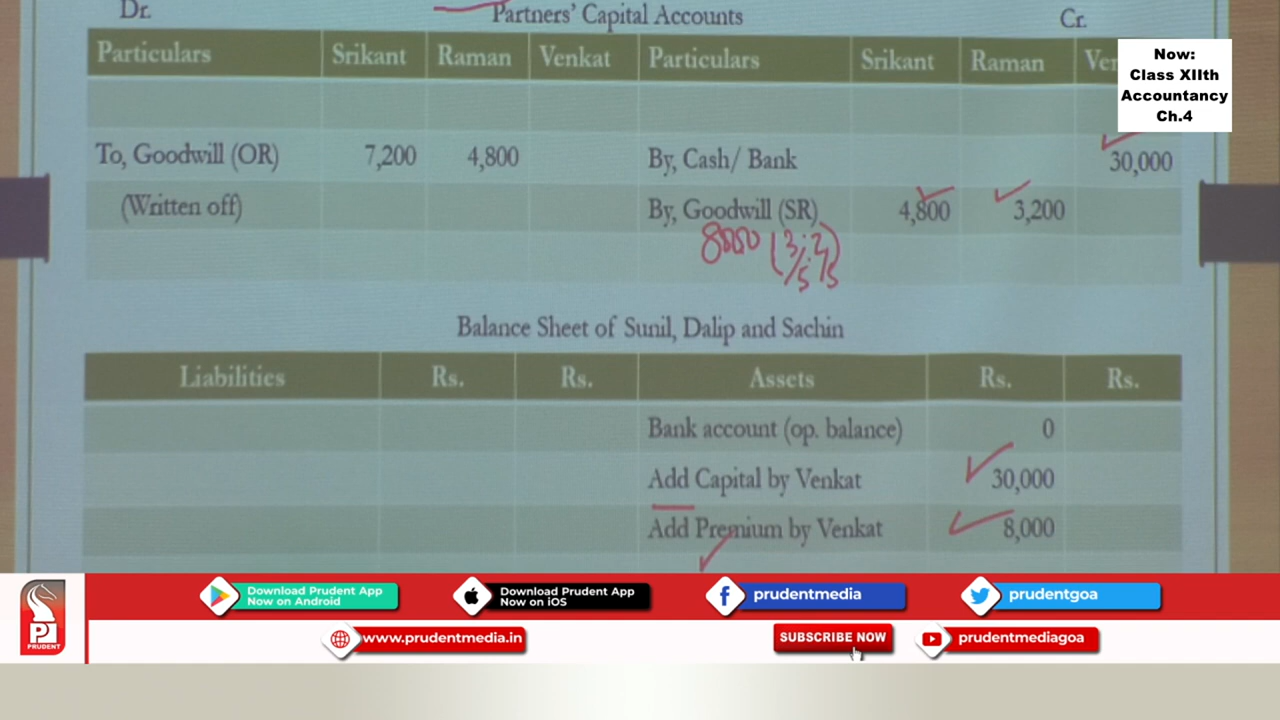 Dr. Partners' Capital Accounts Cr.
Particulars Srikant Raman Venkat Particulars Srikant Raman
Now:
Class XIIth
Accountancy
Ch.4
To, Goodwill (OR) 7,200 4,800 By, Cash/ Bank 30,000
(Written off) By, Goodwill (SR) 4,800 3,200
8000 (3/5 : 2/5)
Balance Sheet of Sunil, Dalip and Sachin
Liabilities Rs. Rs. Assets Rs. Rs.
Bank account (op. balance) 0
Add Capital by Venkat 30,000
Add Premium by Venkat 8,000
PRUDENT
Download Prudent App
Now on Android
Download Prudent App
Now on iOS
prudentmedia
prudentgoa
www.prudentmedia.in
SUBSCRIBE NOW
prudentmediagoa